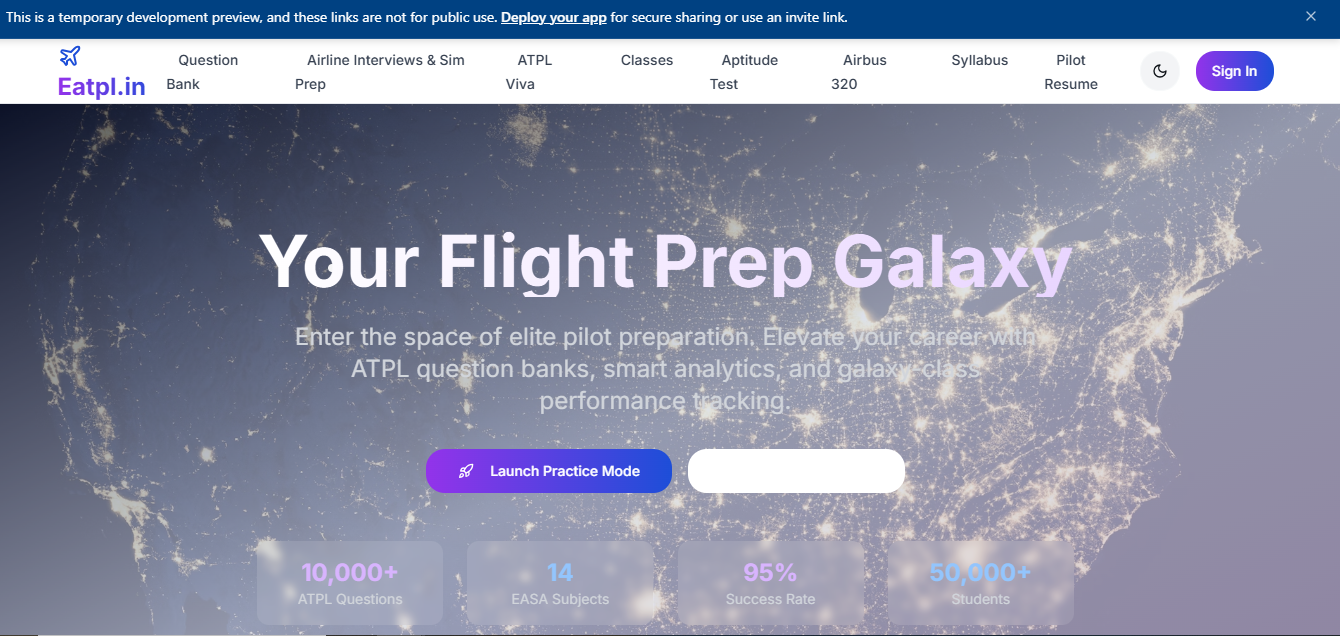 This is a temporary development preview, and these links are not for public use. Deploy your app for secure sharing or use an invite link.
Eatpl.in
Question Bank
Airline Interviews & Sim Prep
ATPL Viva
Classes
Aptitude Test
Airbus 320
Syllabus
Pilot Resume
Sign In
Your Flight Prep Galaxy
Enter the space of elite pilot preparation. Elevate your career with
ATPL question banks, smart analytics, and galaxy-class
performance tracking.
Launch Practice Mode
10,000+
ATPL Questions
14
EASA Subjects
95%
Success Rate
50,000+
Students